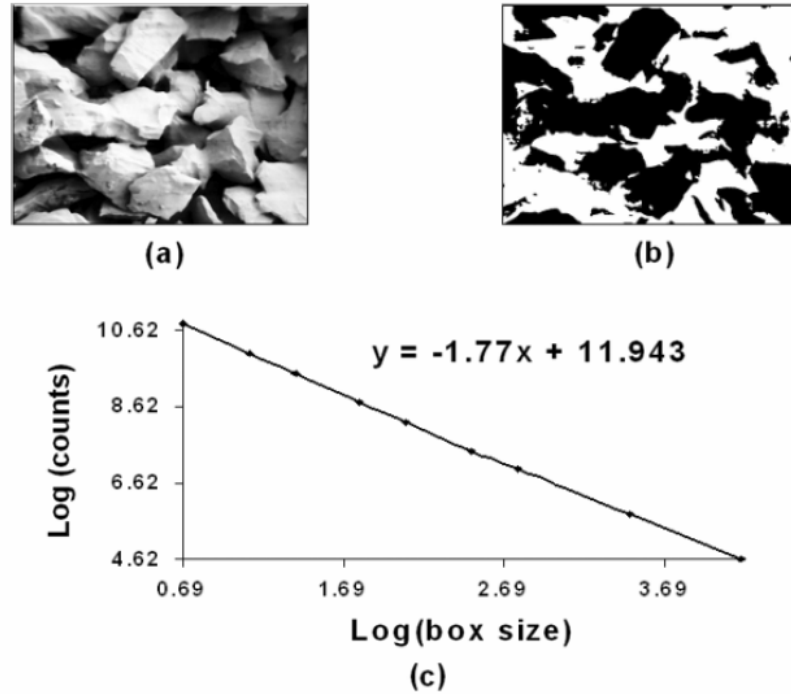 (a)
(b)
y = -1.77x + 11.943
10.62
8.62
6.62
4.62
Log (counts)
0.69 1.69 2.69 3.69
Log(box size)
(c)